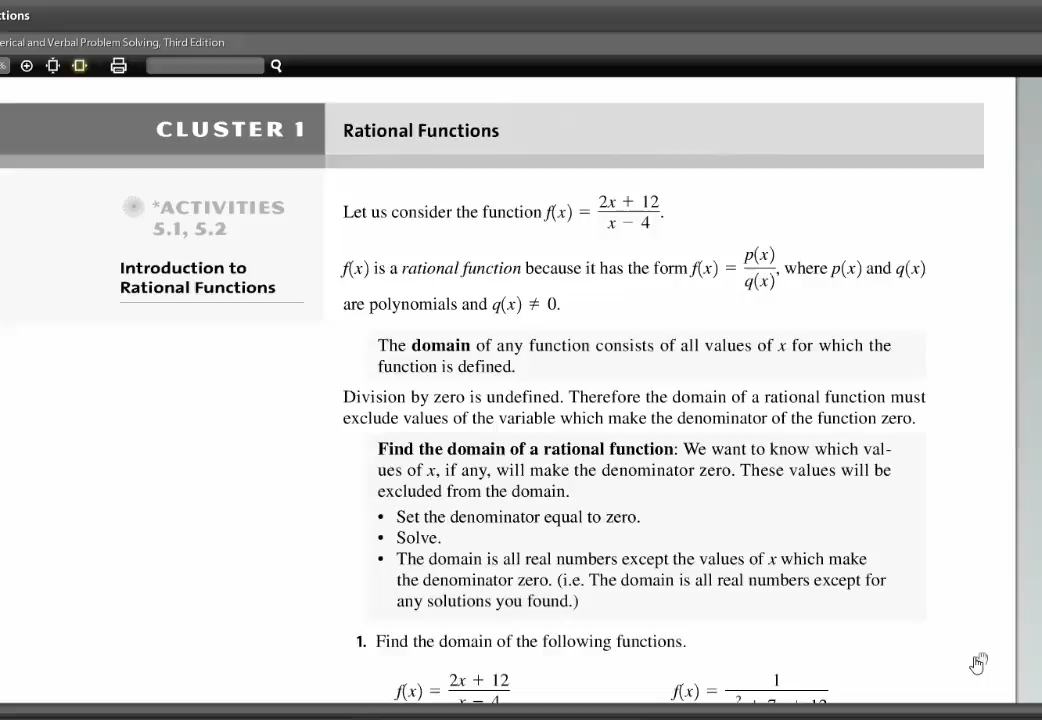 ctions
erical and Verbal Problem Solving, Third Edition
%
CLUSTER 1
Rational Functions
*ACTIVITIES
5.1, 5.2
Introduction to
Rational Functions
Let us consider the function f(x) = (2x + 12)/(x − 4).
f(x) is a rational function because it has the form f(x) = p(x)/q(x), where p(x) and q(x)
are polynomials and q(x) ≠ 0.
The domain of any function consists of all values of x for which the
function is defined.
Division by zero is undefined. Therefore the domain of a rational function must
exclude values of the variable which make the denominator of the function zero.
Find the domain of a rational function: We want to know which val-
ues of x, if any, will make the denominator zero. These values will be
excluded from the domain.
• Set the denominator equal to zero.
• Solve.
• The domain is all real numbers except the values of x which make
the denominator zero. (i.e. The domain is all real numbers except for
any solutions you found.)
1. Find the domain of the following functions.
f(x) = (2x + 12)/(x − 4) f(x) = 1